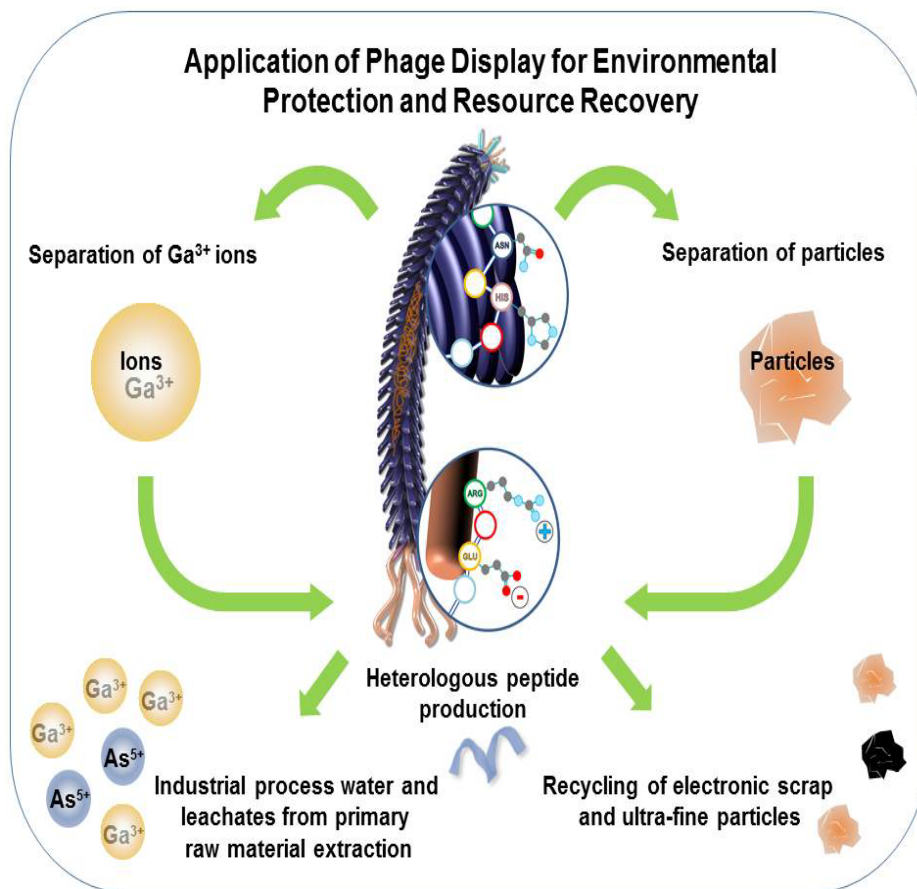 Application of Phage Display for Environmental
Protection and Resource Recovery
Separation of Ga³⁺ ions
Separation of particles
ASN
HIS
Ions
Ga³⁺
Particles
ARG
+
GLU
-
Heterologous peptide
production
Ga³⁺
Ga³⁺
Ga³⁺
As⁵⁺
As⁵⁺
Ga³⁺
Industrial process water and
leachates from primary
raw material extraction
Recycling of electronic scrap
and ultra-fine particles